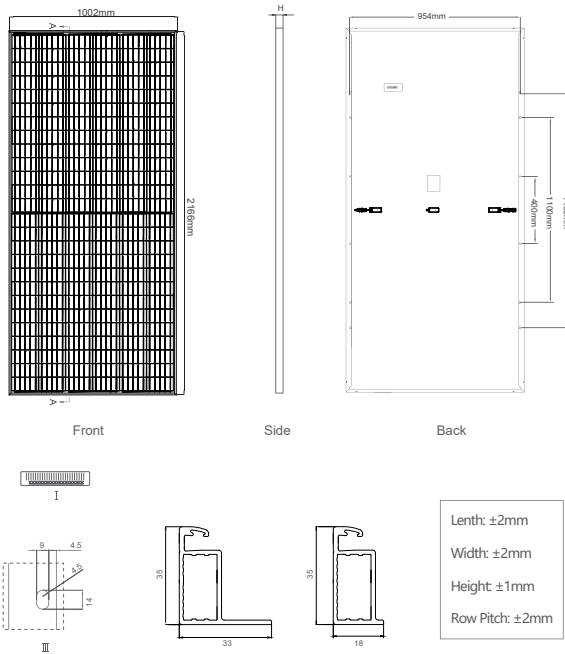 1002mm
A
2166mm
A
Front
H
Side
954mm
400mm
1100mm
Back
I
9
4.5
4.5
14
III
35
33
35
18
Lenth: ±2mm
Width: ±2mm
Height: ±1mm
Row Pitch: ±2mm